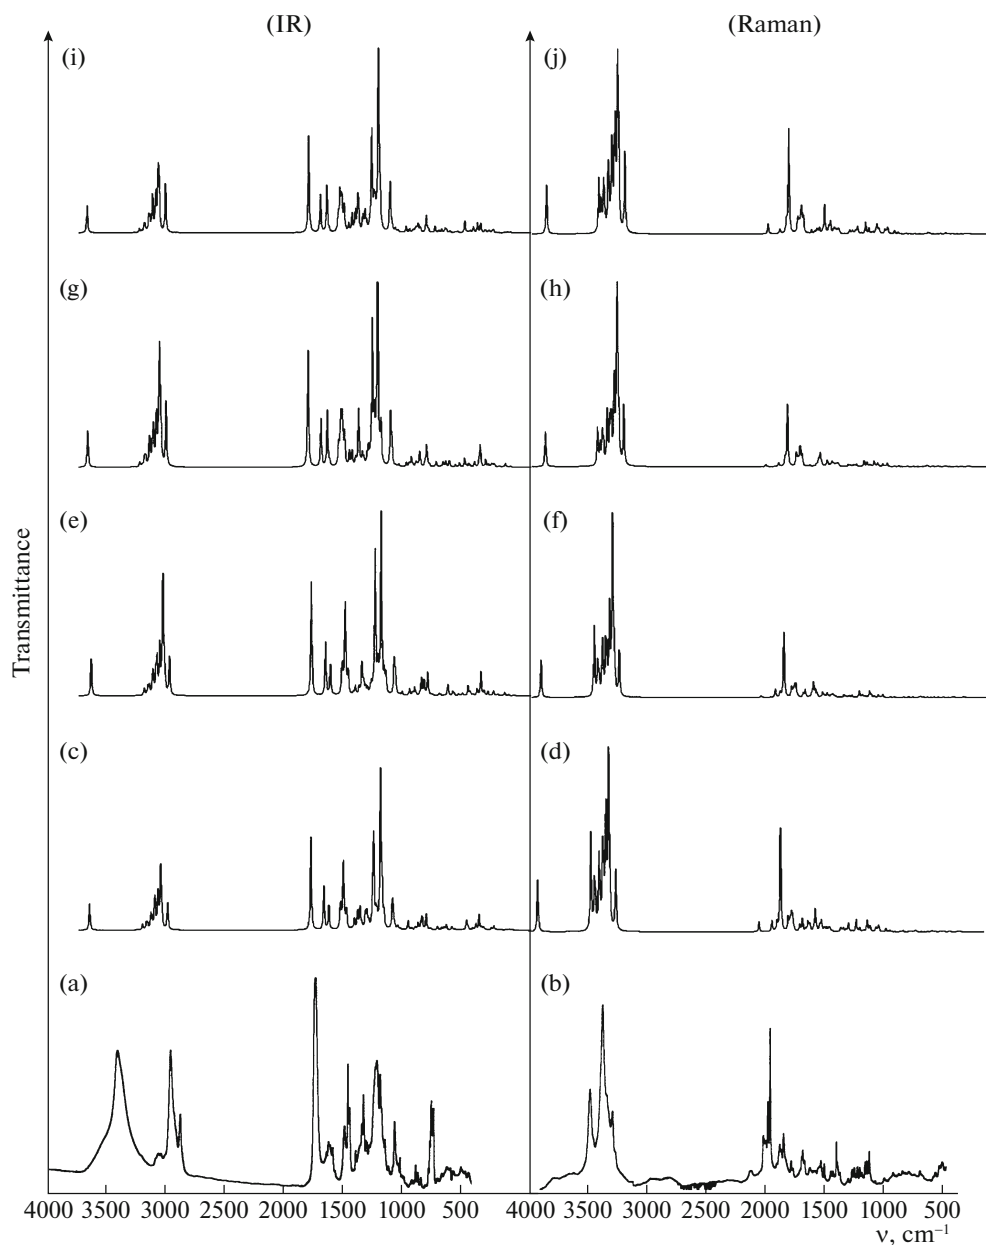 (IR) (Raman)
(i) (j)
(g) (h)
(e) (f)
(c) (d)
(a) (b)
Transmittance
4000 3500 3000 2500 2000 1500 1000 500 4000 3500 3000 2500 2000 1500 1000 500
ν, cm⁻¹